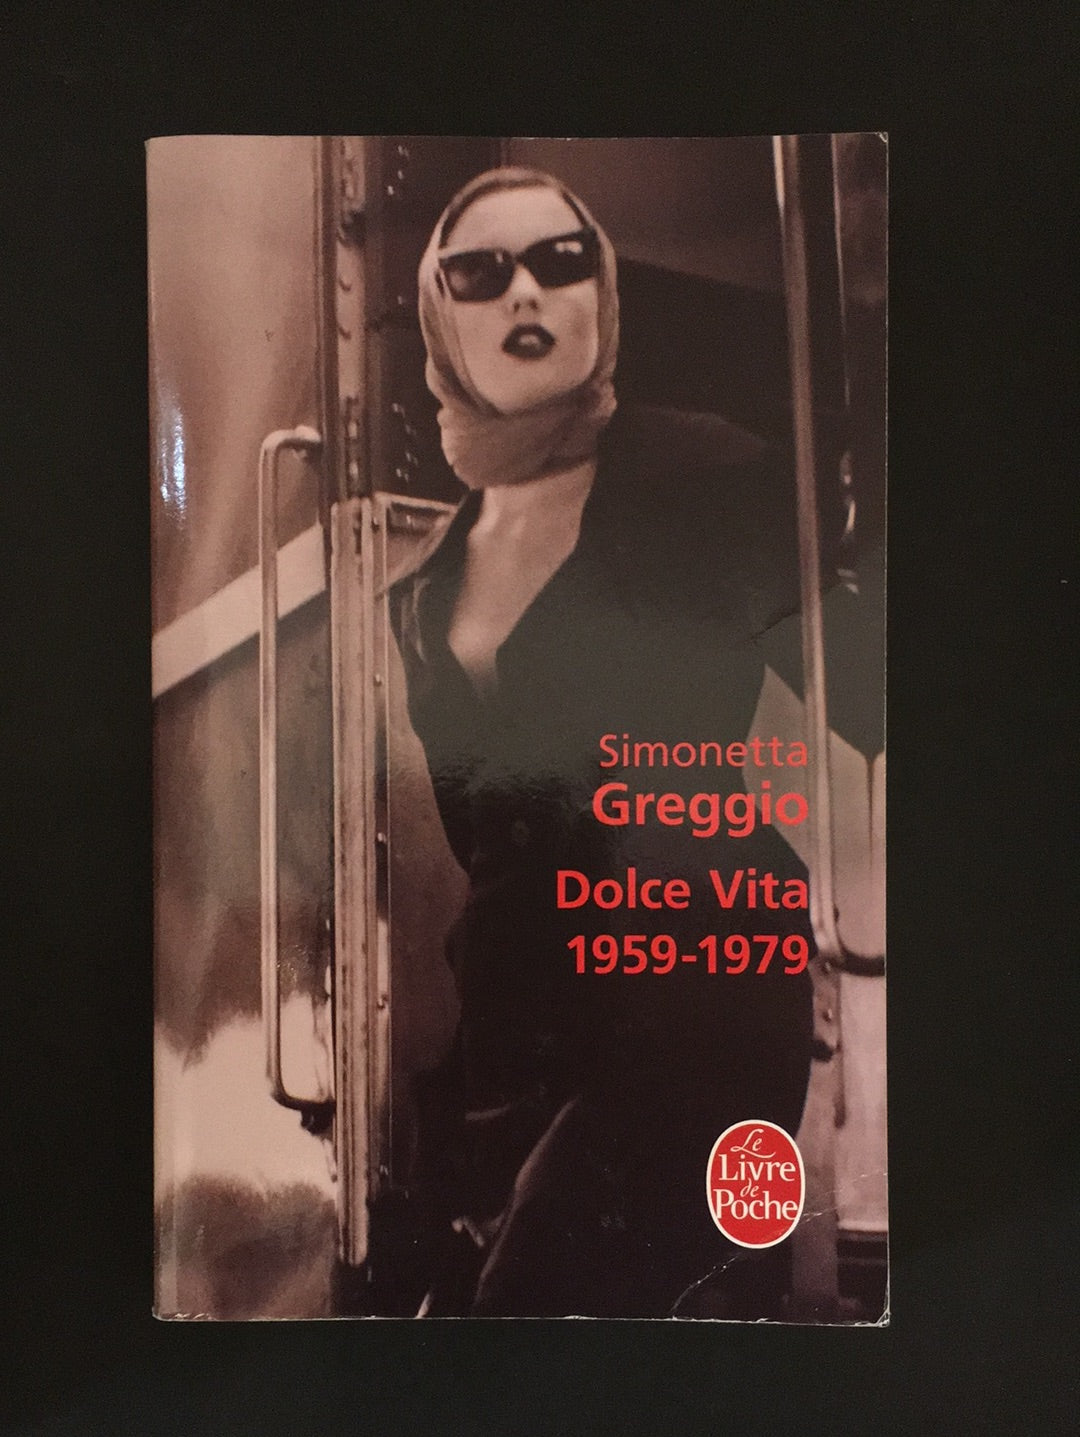 Simonetta
Greggio
Dolce Vita
1959-1979
Le
Livre
de
Poche